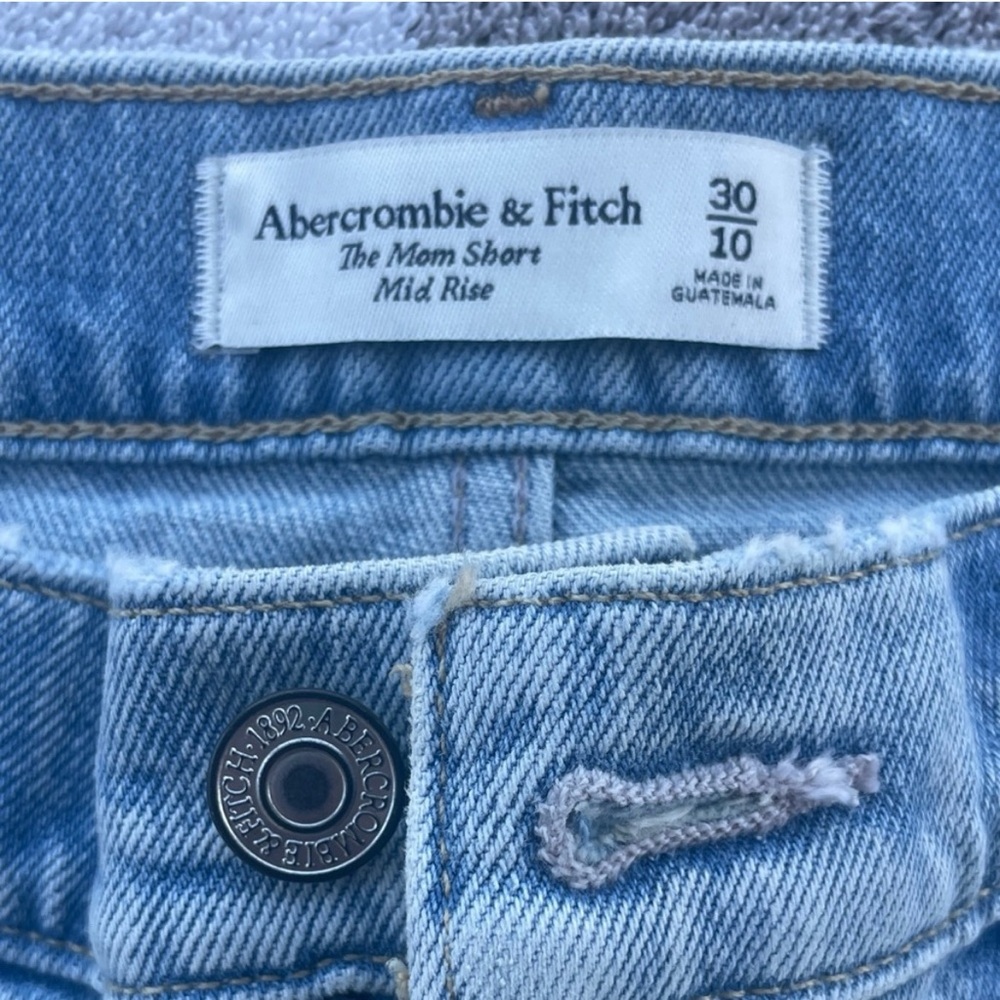 Abercrombie & Fitch
The Mom Short
Mid Rise
30
10
MADE IN
GUATEMALA
ABERCROMBIE & FITCH · 1892 ·